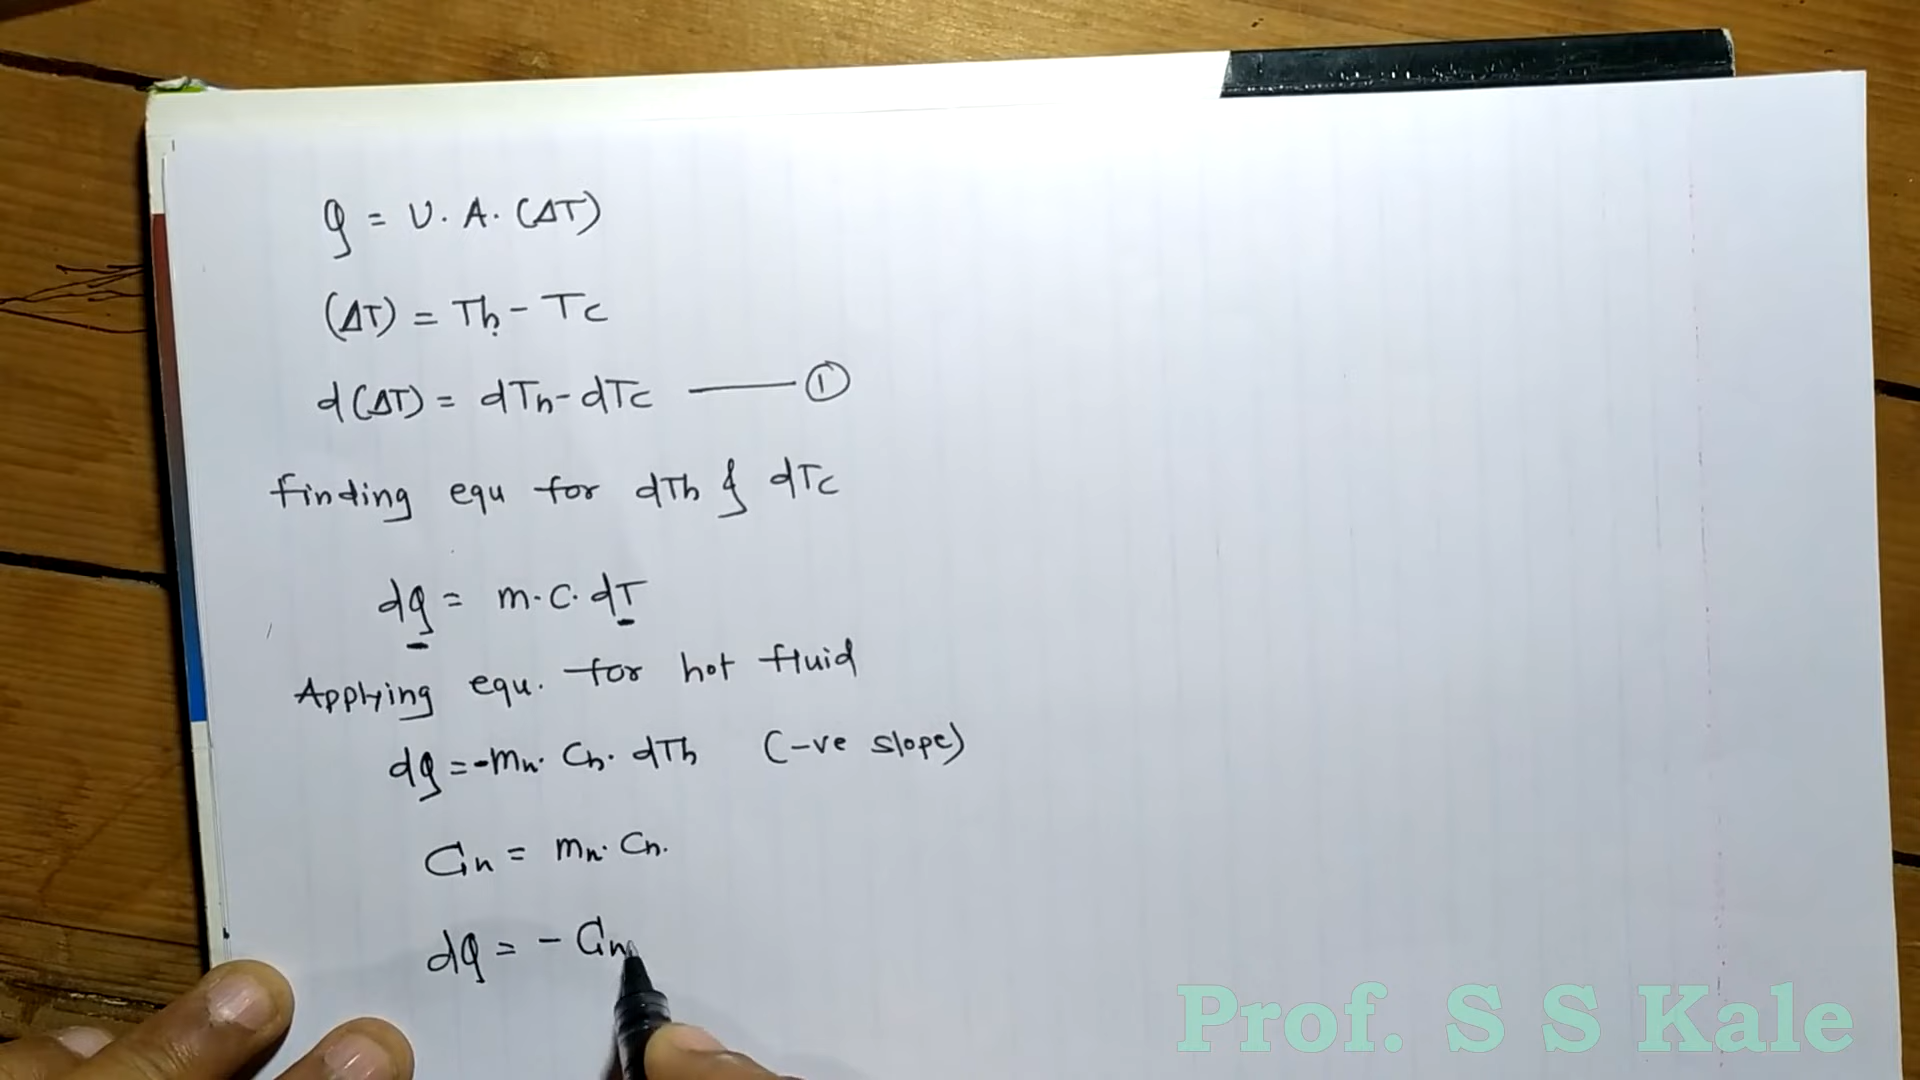 q = U. A. (ΔT)
(ΔT) = Th - Tc
d(ΔT) = dTh - dTc —— ①
Finding equ for dTh & dTc
dq = m. c. dT
Applying equ. for hot fluid
dq = -mh. Ch. dTh (-ve slope)
Ch = mh. Ch.
dq = - Ch
Prof. S S Kale